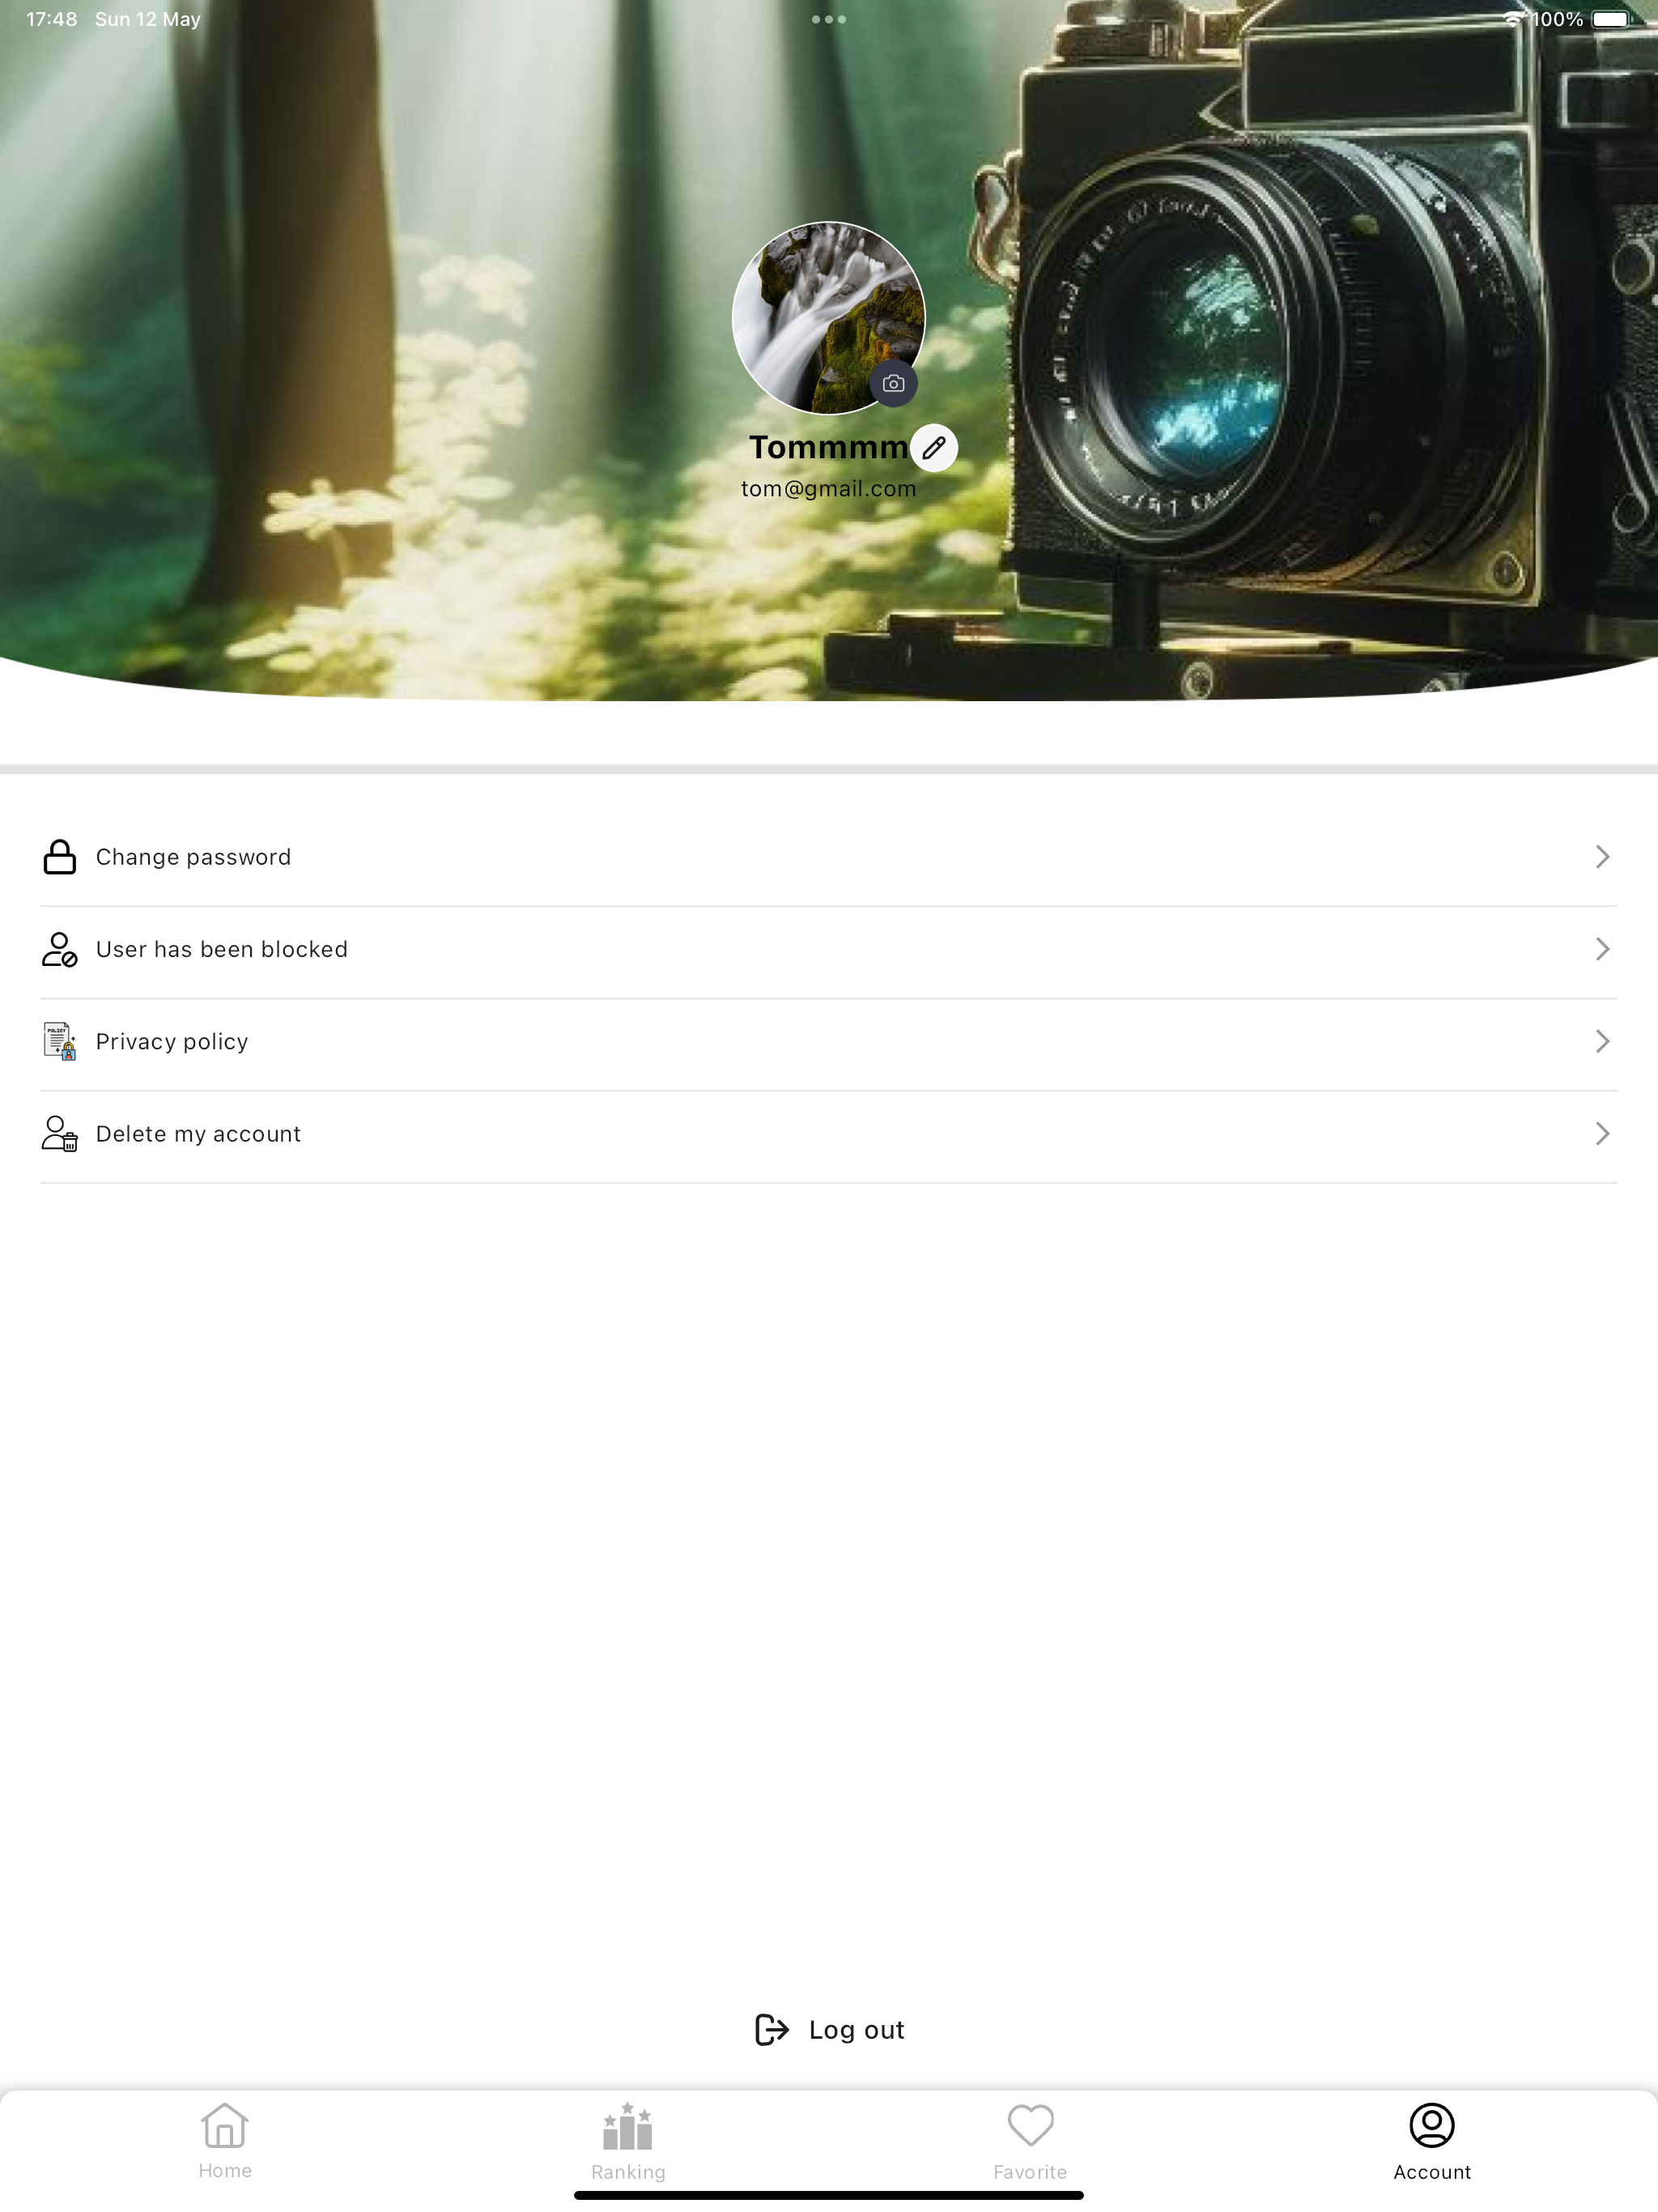 17:48 Sun 12 May 100%
Tommmm
tom@gmail.com
Change password
User has been blocked
POLICY
Privacy policy
Delete my account
Log out
Home Ranking Favorite Account